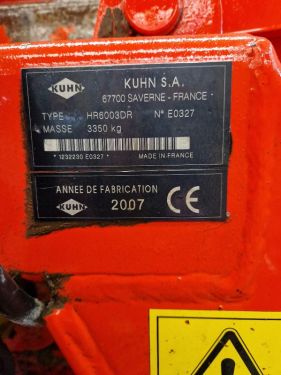 KUHN
KUHN S.A.
67700 SAVERNE - FRANCE
TYPE HR6003DR N° E0327
MASSE 3350 kg
* 1232230 E0327 * MADE IN FRANCE
KUHN
ANNEE DE FABRICATION
2007 CE